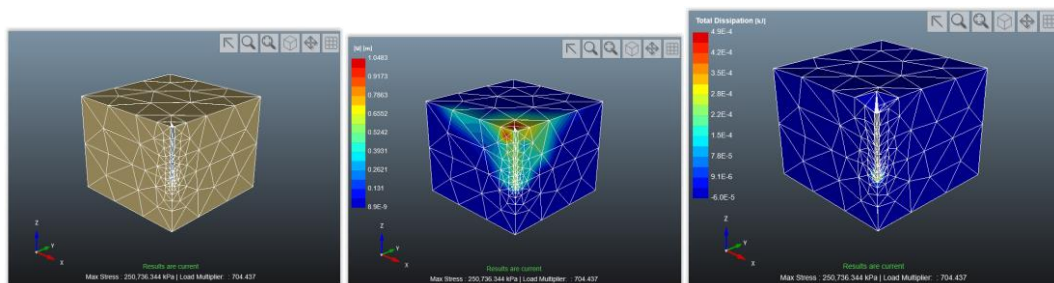 Z
Y
X
Results are current
Max Stress : 250,736.344 kPa | Load Multiplier: : 704.437
|u| [m]
1.0483
0.9173
0.7863
0.6552
0.5242
0.3931
0.2621
0.131
8.9E-9
Z
Y
X
Results are current
Max Stress : 250,736.344 kPa | Load Multiplier: : 704.437
Total Dissipation [kJ]
4.9E-4
4.2E-4
3.5E-4
2.9E-4
2.2E-4
1.5E-4
7.8E-5
9.1E-6
-6.0E-5
Z
Y
X
Results are current
Max Stress : 250,736.344 kPa | Load Multiplier: : 704.437